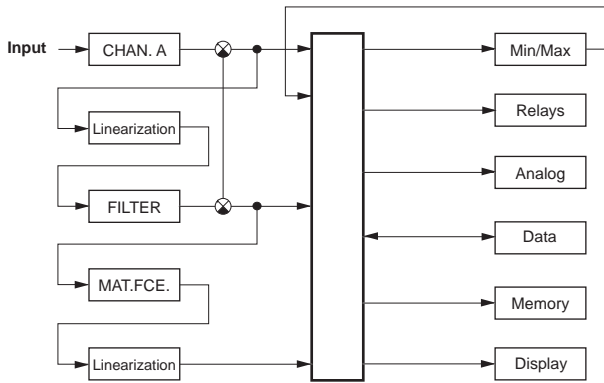 Input
CHAN. A
Linearization
FILTER
MAT.FCE.
Linearization
Min/Max
Relays
Analog
Data
Memory
Display